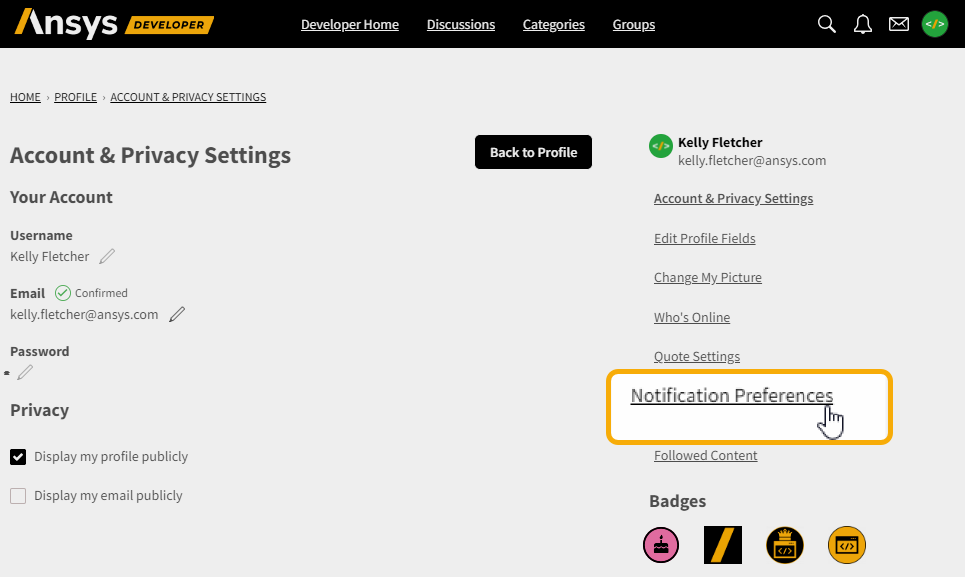 Ansys DEVELOPER
Developer Home Discussions Categories Groups
HOME › PROFILE › ACCOUNT & PRIVACY SETTINGS
Account & Privacy Settings
Back to Profile
Your Account
Username
Kelly Fletcher
Email Confirmed
kelly.fletcher@ansys.com
Password
*
Privacy
Display my profile publicly
Display my email publicly
</> Kelly Fletcher
kelly.fletcher@ansys.com
Account & Privacy Settings
Edit Profile Fields
Change My Picture
Who's Online
Quote Settings
Notification Preferences
Followed Content
Badges